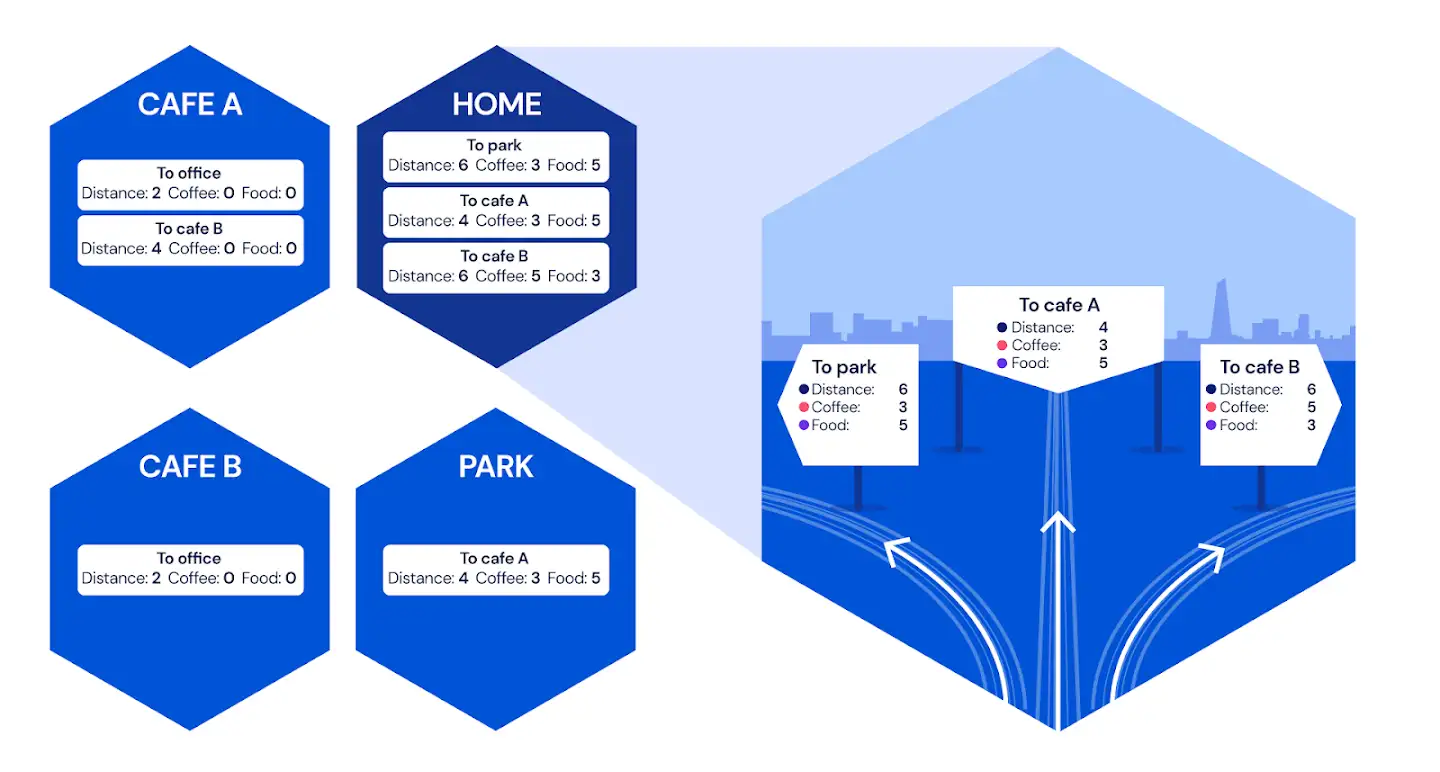 CAFE A
To office
Distance: 2 Coffee: 0 Food: 0
To cafe B
Distance: 4 Coffee: 0 Food: 0
HOME
To park
Distance: 6 Coffee: 3 Food: 5
To cafe A
Distance: 4 Coffee: 3 Food: 5
To cafe B
Distance: 6 Coffee: 5 Food: 3
CAFE B
To office
Distance: 2 Coffee: 0 Food: 0
PARK
To cafe A
Distance: 4 Coffee: 3 Food: 5
To park
Distance: 6
Coffee: 3
Food: 5
To cafe A
Distance: 4
Coffee: 3
Food: 5
To cafe B
Distance: 6
Coffee: 5
Food: 3